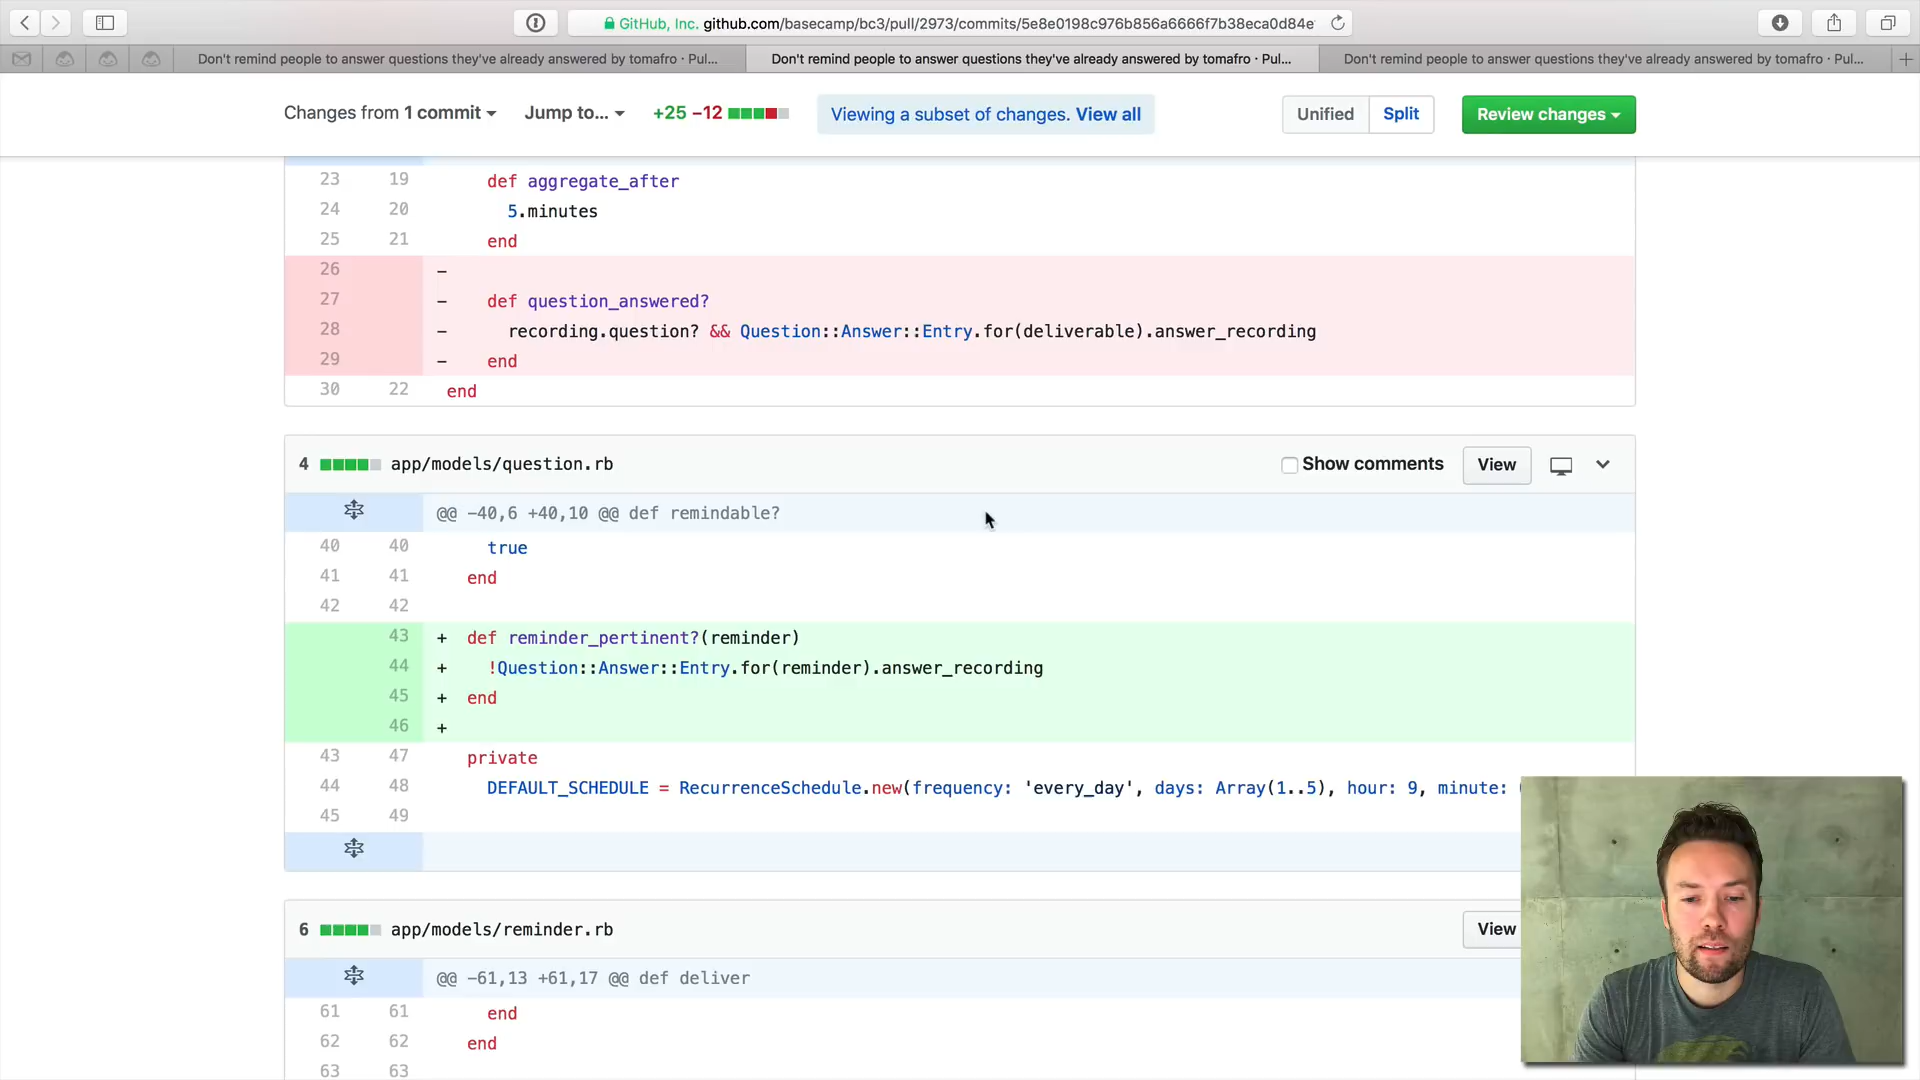 GitHub, Inc. github.com/basecamp/bc3/pull/2973/commits/5e8e0198c976b856a6666f7b38eca0d84e
Don't remind people to answer questions they've already answered by tomafro · Pul...
Don't remind people to answer questions they've already answered by tomafro · Pul...
Don't remind people to answer questions they've already answered by tomafro · Pul...
Changes from 1 commit Jump to... +25 −12 Viewing a subset of changes. View all Unified Split Review changes
23 19 def aggregate_after
24 20 5.minutes
25 21 end
26 −
27 − def question_answered?
28 − recording.question? && Question::Answer::Entry.for(deliverable).answer_recording
29 − end
30 22 end
4 app/models/question.rb Show comments View
@@ −40,6 +40,10 @@ def remindable?
40 40 true
41 41 end
42 42
43 + def reminder_pertinent?(reminder)
44 + !Question::Answer::Entry.for(reminder).answer_recording
45 + end
46 +
43 47 private
44 48 DEFAULT_SCHEDULE = RecurrenceSchedule.new(frequency: 'every_day', days: Array(1..5), hour: 9, minute:
45 49
6 app/models/reminder.rb View
@@ −61,13 +61,17 @@ def deliver
61 61 end
62 62 end
63 63